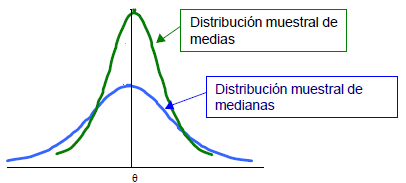 Distribución muestral de
medias
Distribución muestral de
medianas
θ